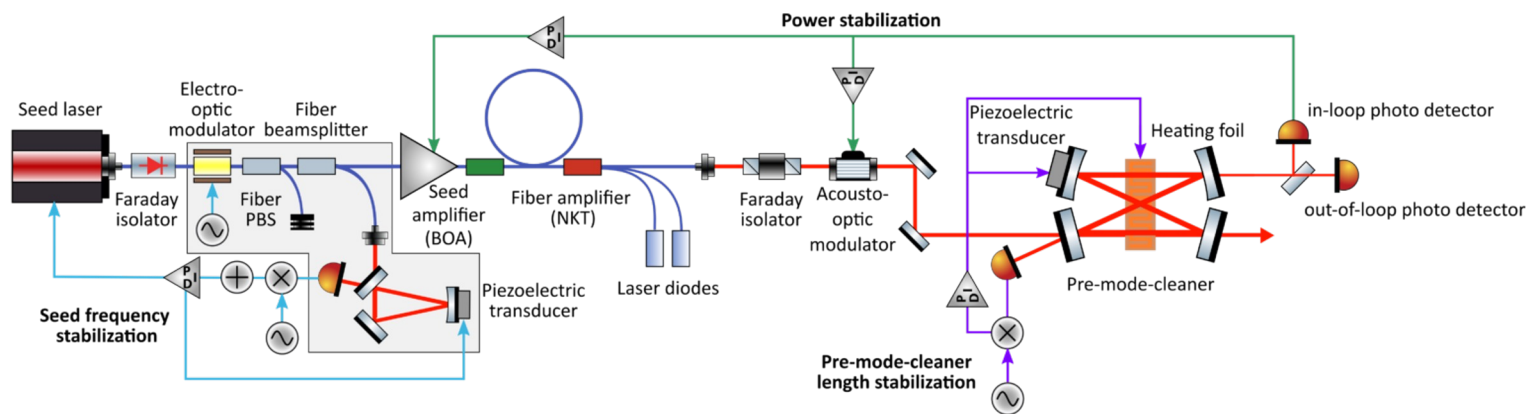 Power stabilization
P
I
D
P
I
D
Seed laser
Electro-
optic
modulator
Fiber
beamsplitter
Faraday
isolator
Fiber
PBS
Seed
amplifier
(BOA)
Fiber amplifier
(NKT)
Laser diodes
Faraday
isolator
Acousto-
optic
modulator
Piezoelectric
transducer
Heating foil
in-loop photo detector
out-of-loop photo detector
Pre-mode-cleaner
P
I
D
Seed frequency
stabilization
Piezoelectric
transducer
P
I
D
Pre-mode-cleaner
length stabilization